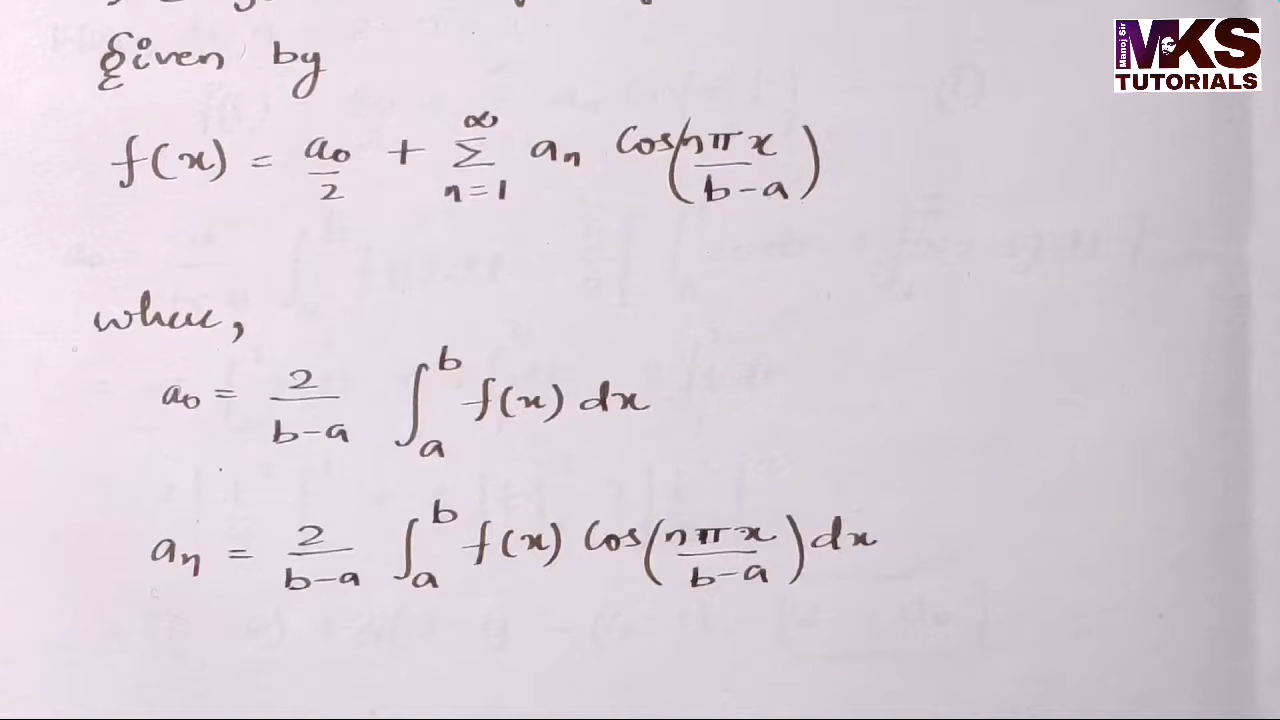 given by
f(x) = a₀/2 + ∑_{n=1}^{∞} aₙ cos(nπx/(b-a))
where,
a₀ = 2/(b-a) ∫_a^b f(x) dx
aₙ = 2/(b-a) ∫_a^b f(x) cos(nπx/(b-a)) dx
Manoj Sir
MKS
TUTORIALS